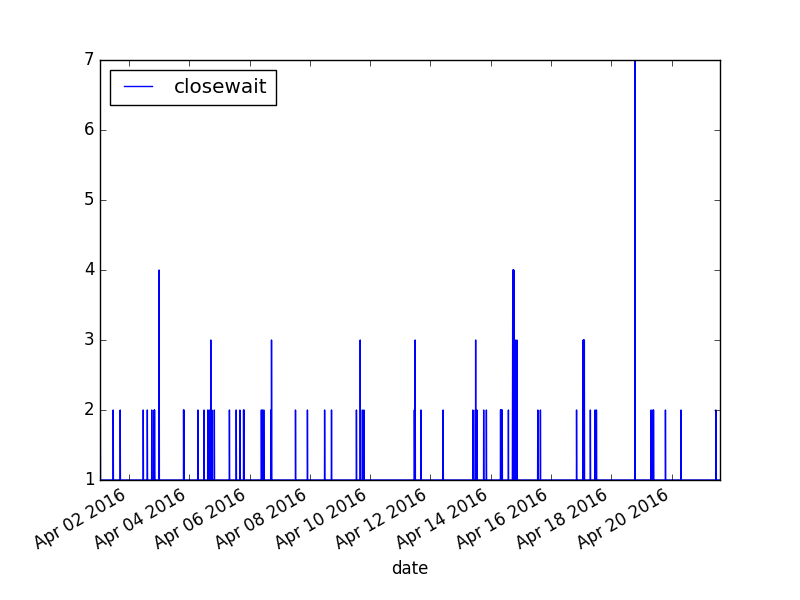 closewait
7
6
5
4
3
2
1
Apr 02 2016
Apr 04 2016
Apr 06 2016
Apr 08 2016
Apr 10 2016
Apr 12 2016
Apr 14 2016
Apr 16 2016
Apr 18 2016
Apr 20 2016
date